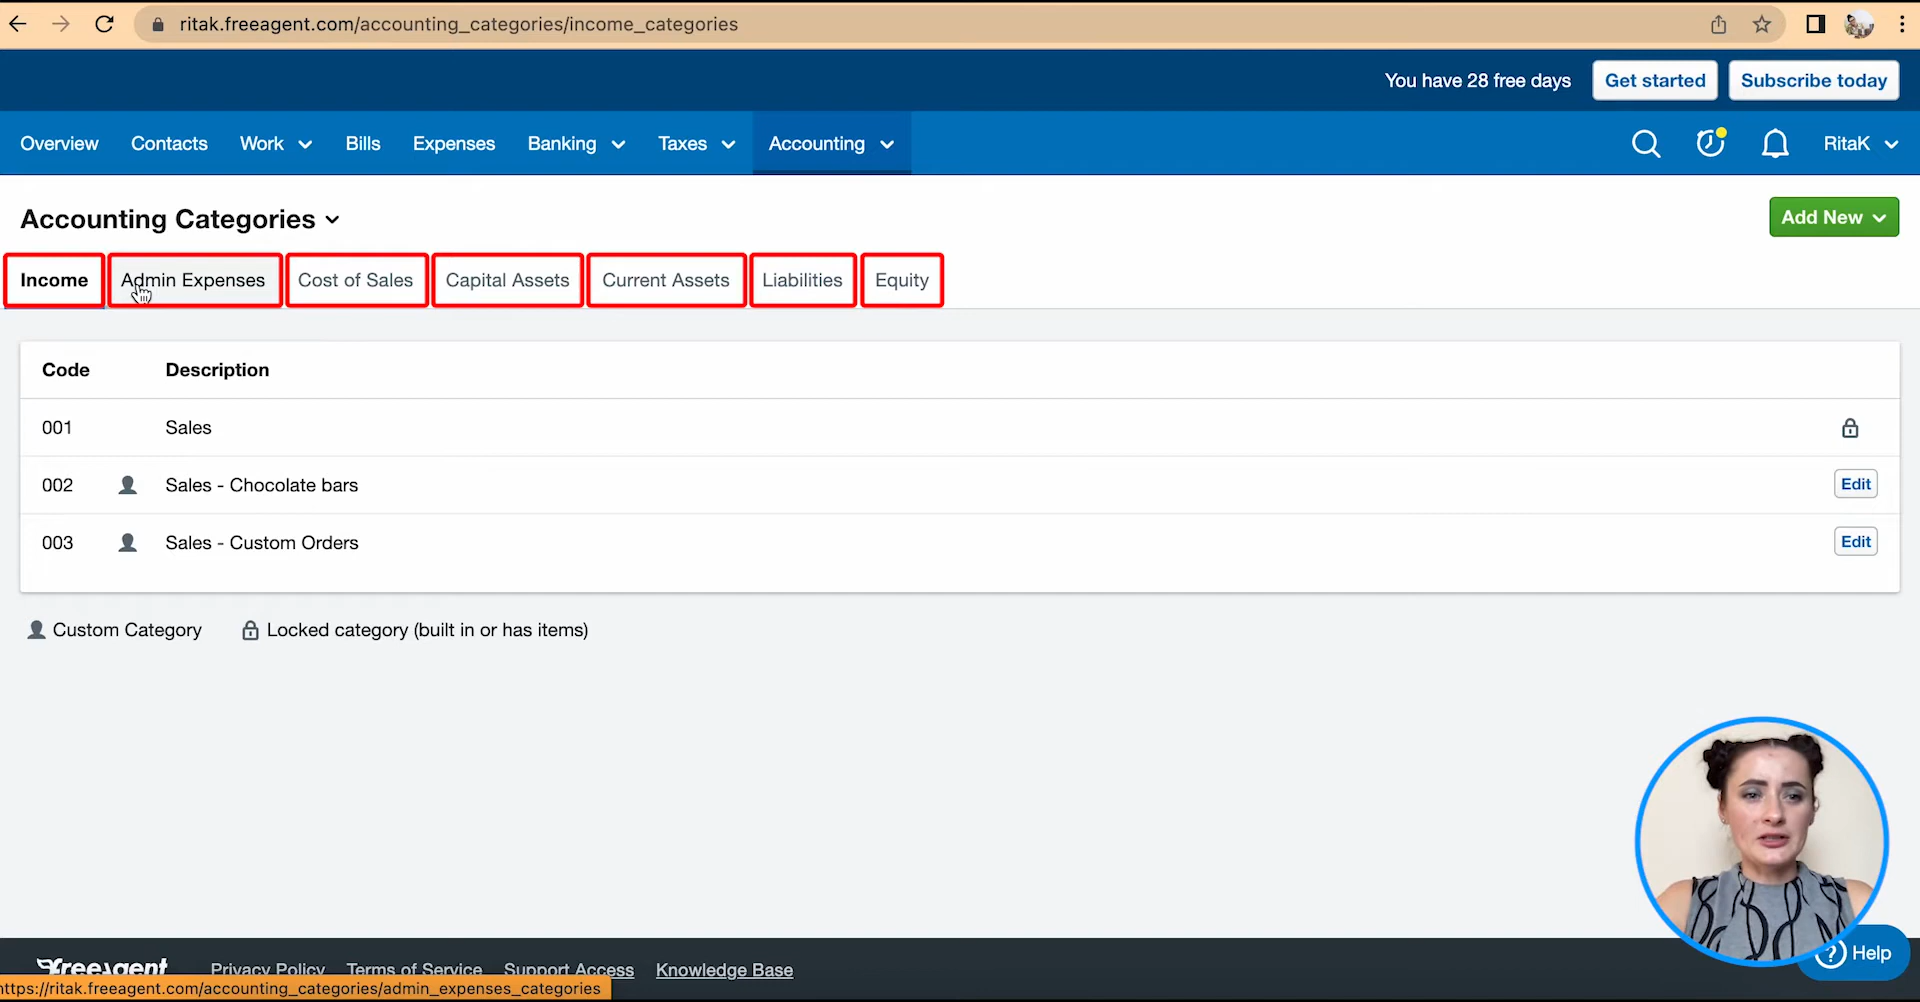 ritak.freeagent.com/accounting_categories/income_categories
You have 28 free days Get started Subscribe today
Overview Contacts Work Bills Expenses Banking Taxes Accounting RitaK
Accounting Categories Add New
Income Admin Expenses Cost of Sales Capital Assets Current Assets Liabilities Equity
Code Description
001 Sales
002 Sales - Chocolate bars Edit
003 Sales - Custom Orders Edit
Custom Category Locked category (built in or has items)
? Help
freeagent Privacy Policy Terms of Service Support Access Knowledge Base
https://ritak.freeagent.com/accounting_categories/admin_expenses_categories